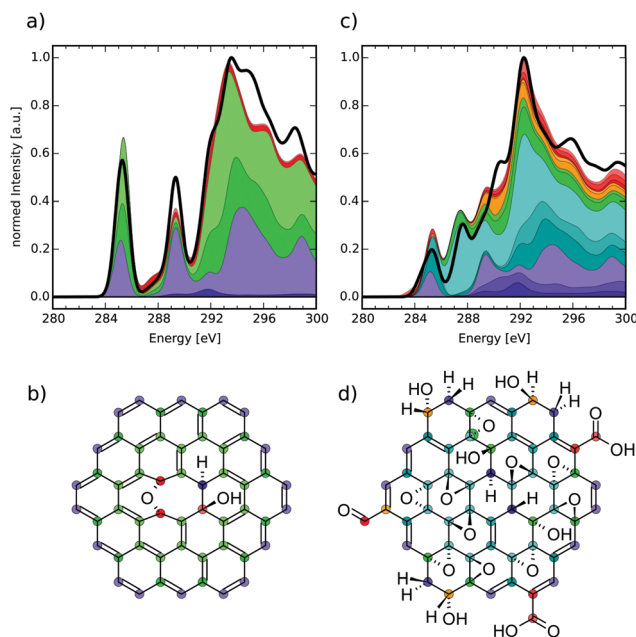 a)
c)
normed Intensity [a.u.]
1.0
0.8
0.6
0.4
0.2
0.0
280
284
288
292
296
300
Energy [eV]
1.0
0.8
0.6
0.4
0.2
0.0
280
284
288
292
296
300
Energy [eV]
b)
H
O
OH
d)
H
HO
H
H
HO
H
H
O
O
OH
HO
O
O
O
H
O
O
H
O
O
O
OH
O
O
O
H
H
H
OH
HO
O